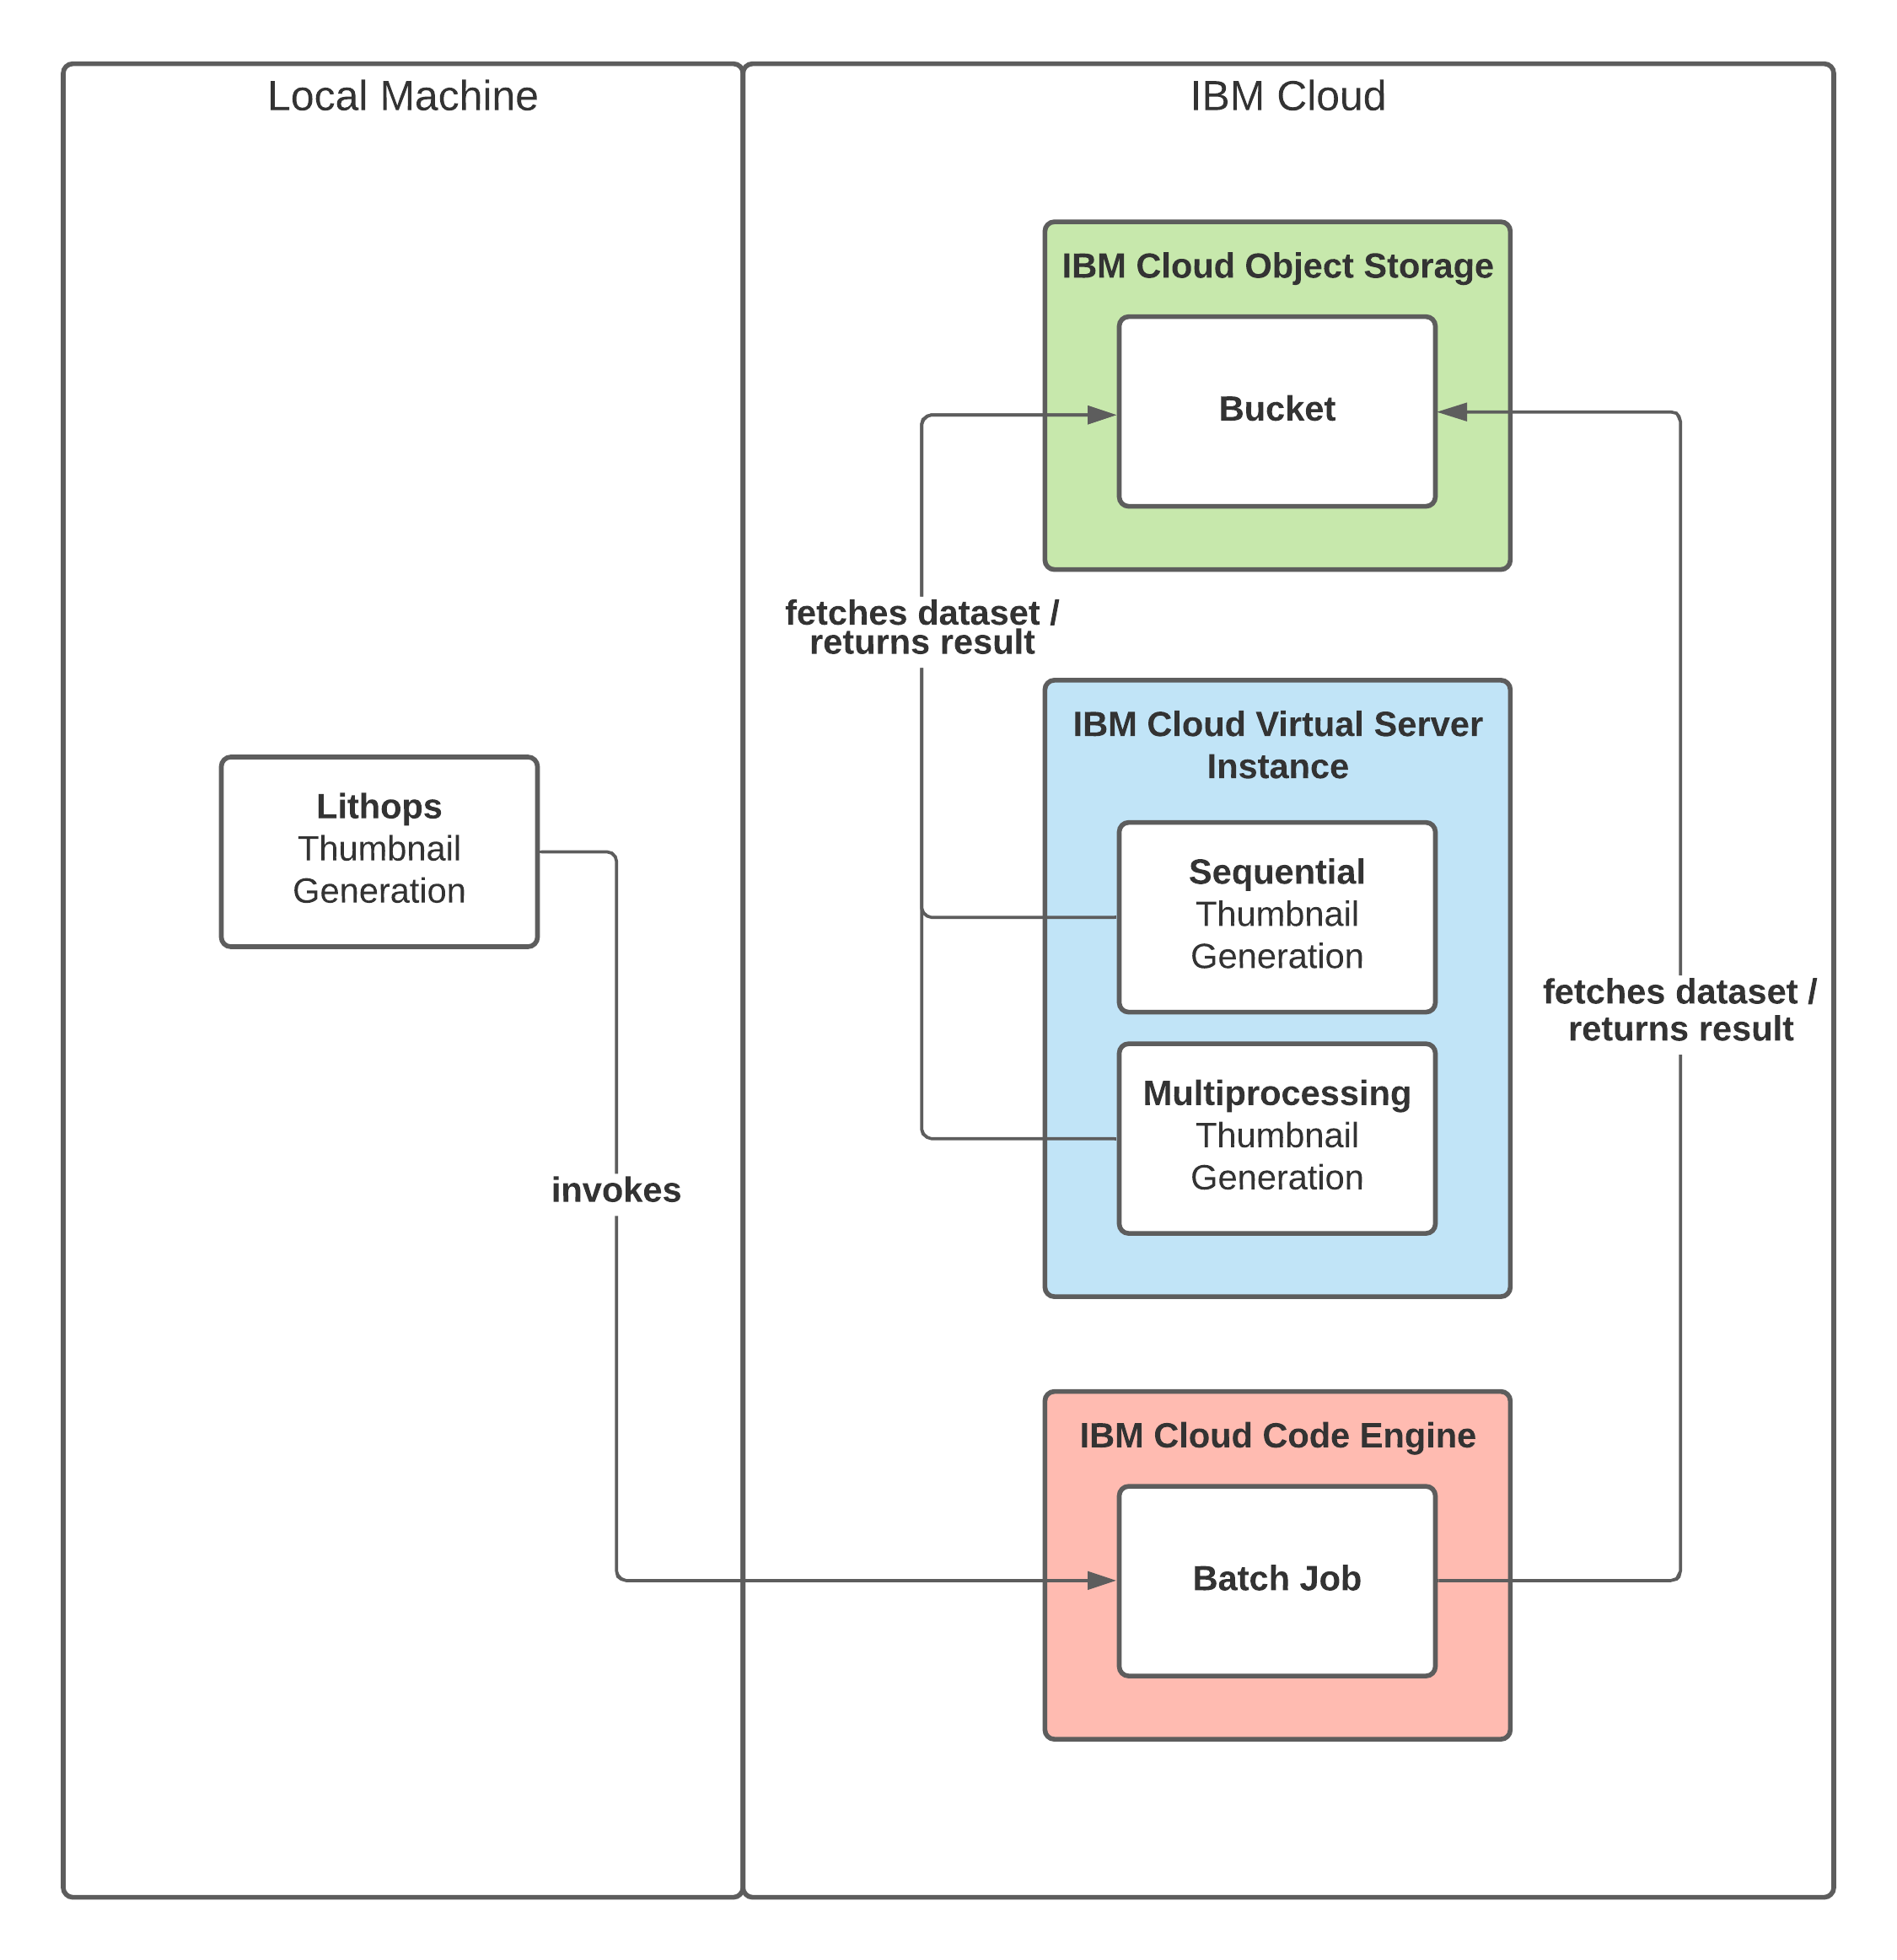 Local Machine
IBM Cloud
IBM Cloud Object Storage
Bucket
fetches dataset /
returns result
IBM Cloud Virtual Server
Instance
Lithops
Thumbnail
Generation
Sequential
Thumbnail
Generation
fetches dataset /
returns result
Multiprocessing
Thumbnail
Generation
invokes
IBM Cloud Code Engine
Batch Job